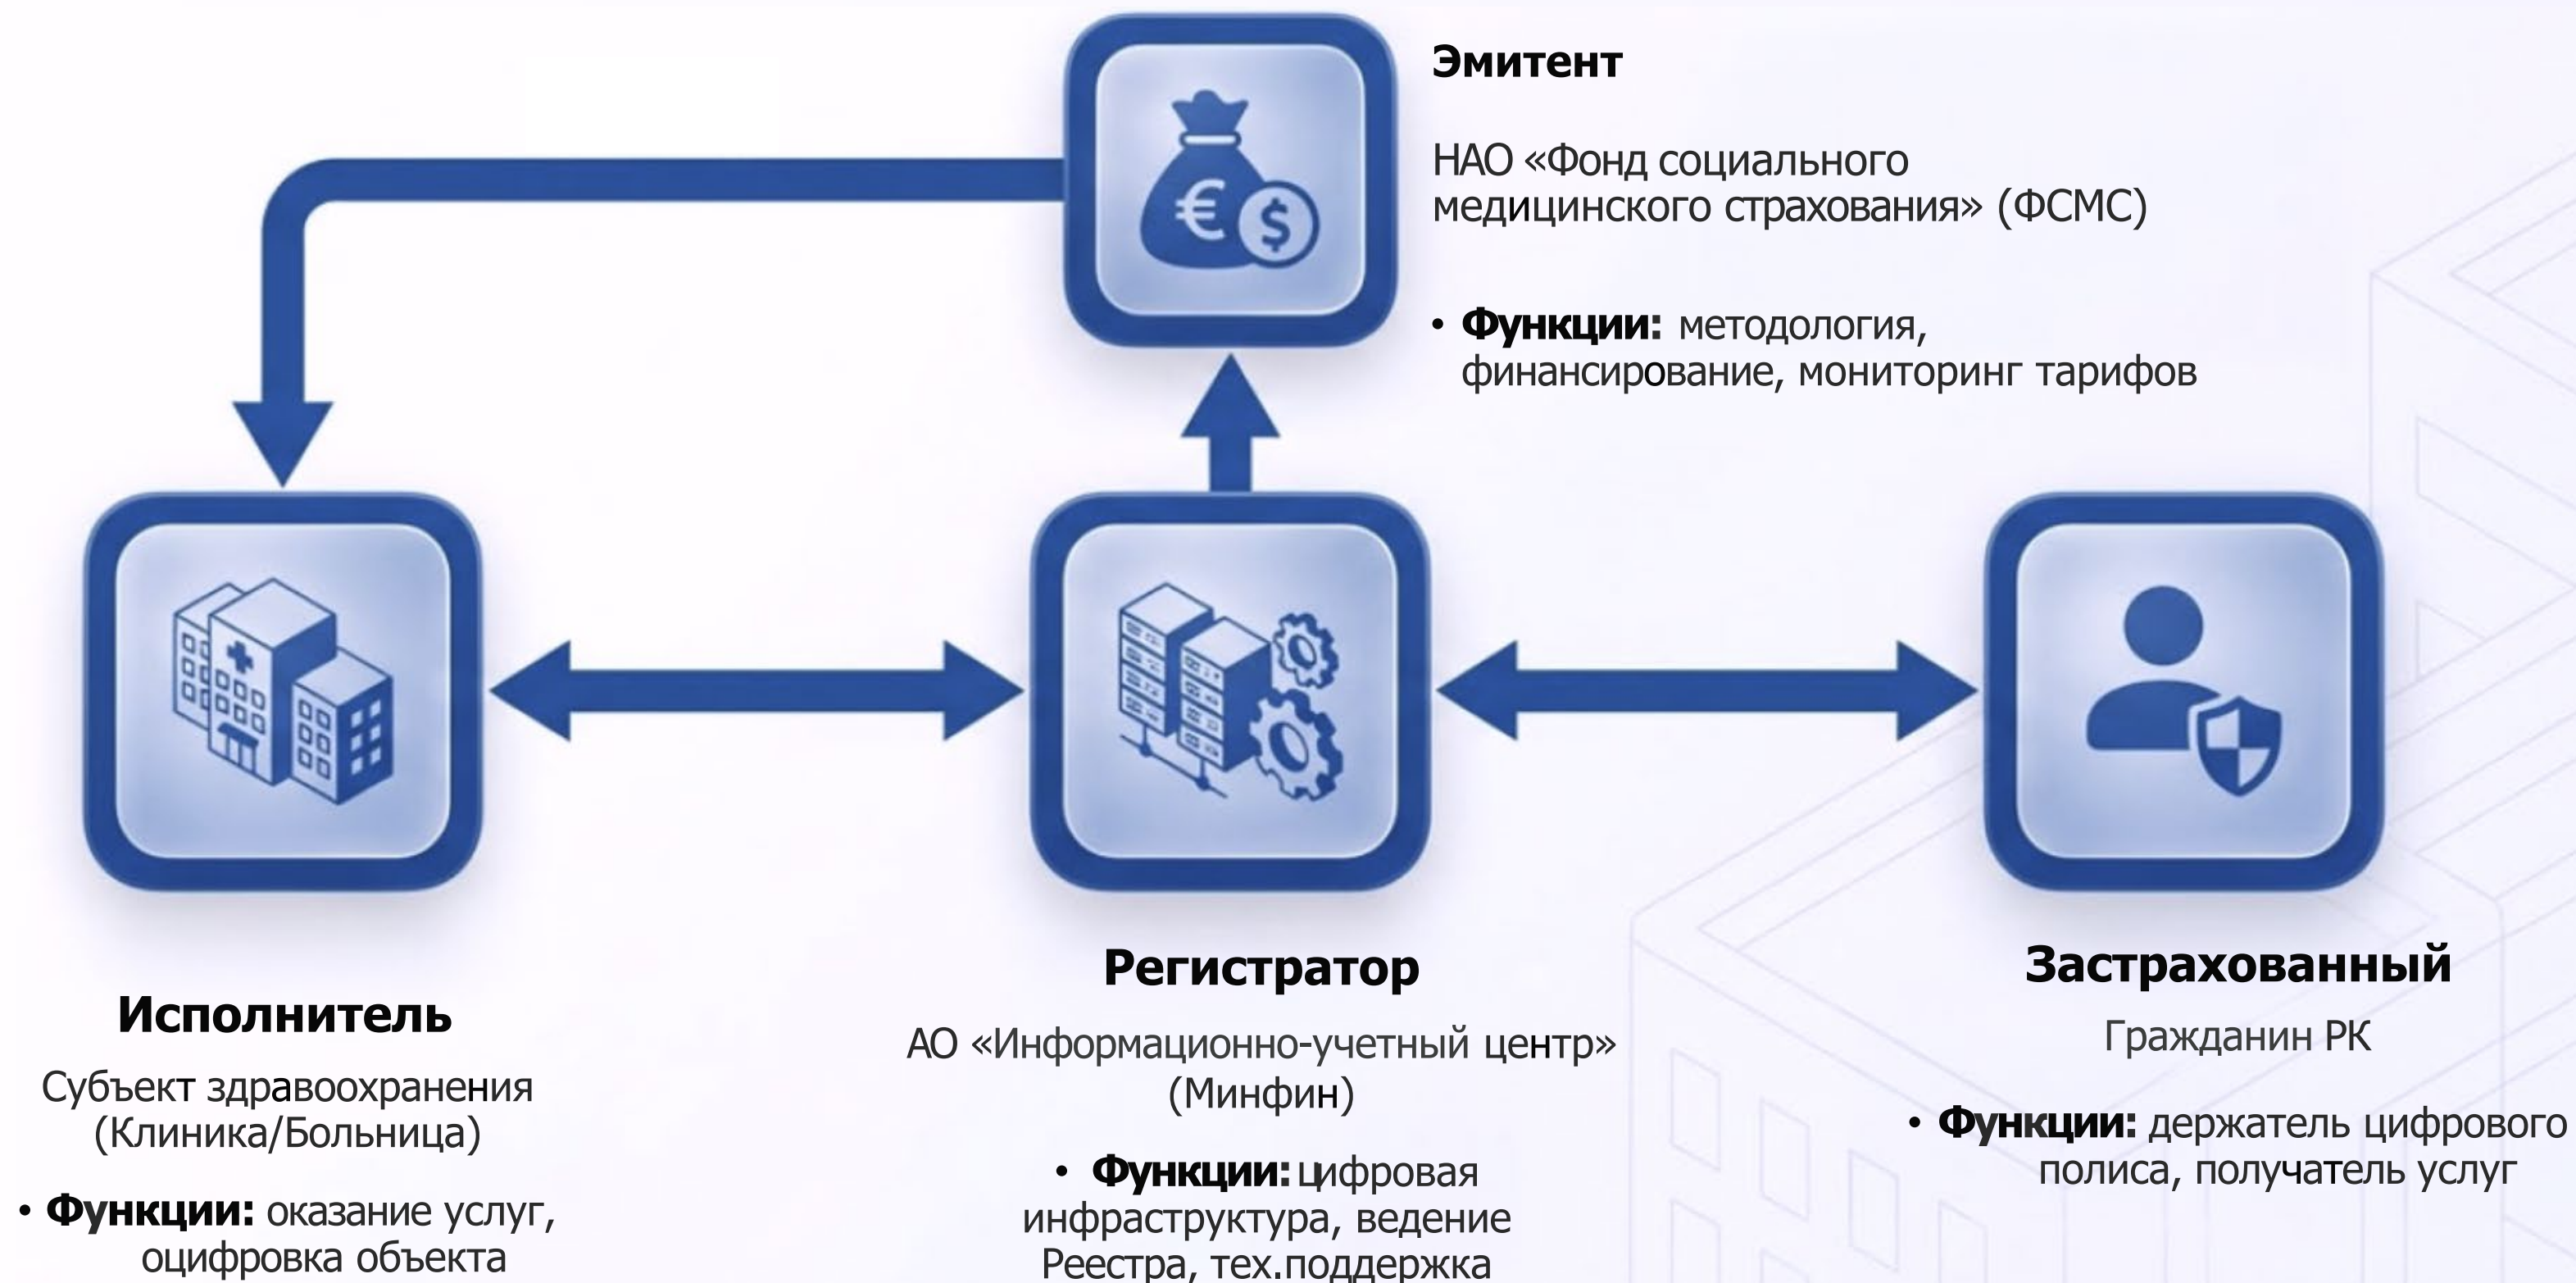 Эмитент
НАО «Фонд социального
медицинского страхования» (ФСМС)
• Функции: методология,
финансирование, мониторинг тарифов
€
$
Исполнитель
Субъект здравоохранения
(Клиника/Больница)
• Функции: оказание услуг,
оцифровка объекта
Регистратор
АО «Информационно-учетный центр»
(Минфин)
• Функции: цифровая
инфраструктура, ведение
Реестра, тех.поддержка
Застрахованный
Гражданин РК
• Функции: держатель цифрового
полиса, получатель услуг